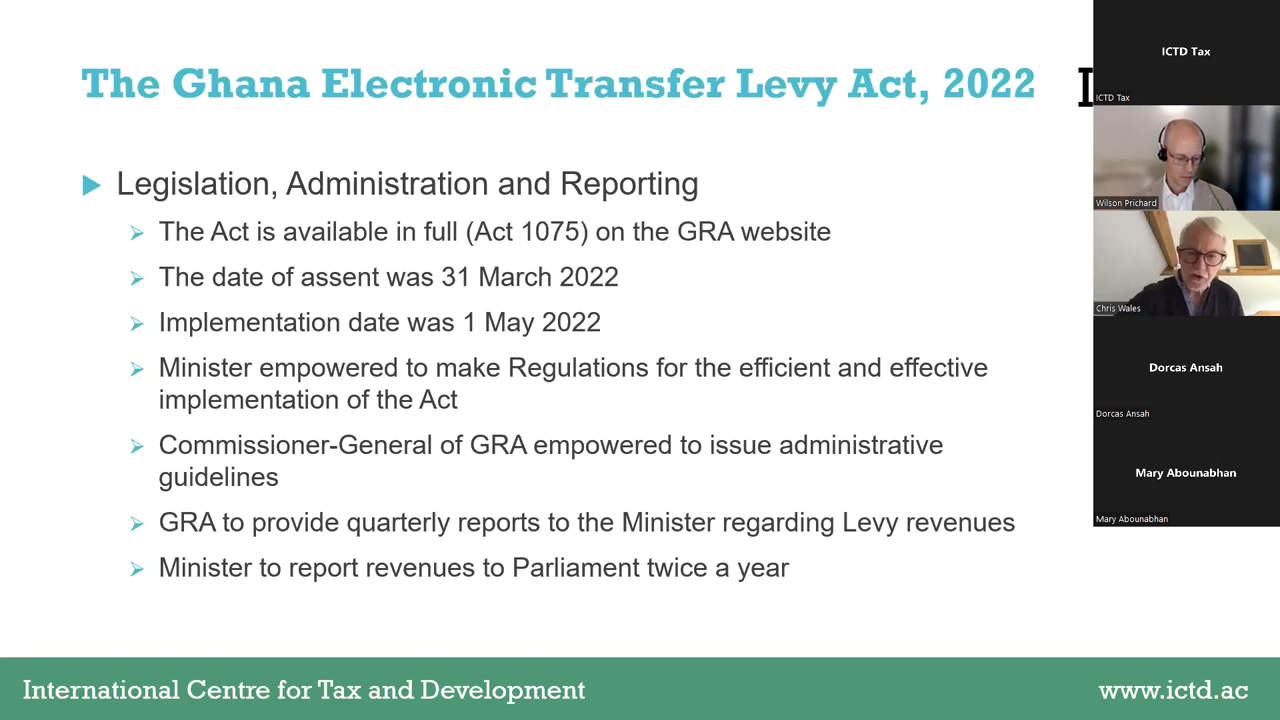 The Ghana Electronic Transfer Levy Act, 2022
Legislation, Administration and Reporting
The Act is available in full (Act 1075) on the GRA website
The date of assent was 31 March 2022
Implementation date was 1 May 2022
Minister empowered to make Regulations for the efficient and effective
implementation of the Act
Commissioner-General of GRA empowered to issue administrative
guidelines
GRA to provide quarterly reports to the Minister regarding Levy revenues
Minister to report revenues to Parliament twice a year
International Centre for Tax and Development
www.ictd.ac
ICTD Tax
ICTD Tax
Wilson Prichard
Chris Wales
Dorcas Ansah
Dorcas Ansah
Mary Abounabhan
Mary Abounabhan